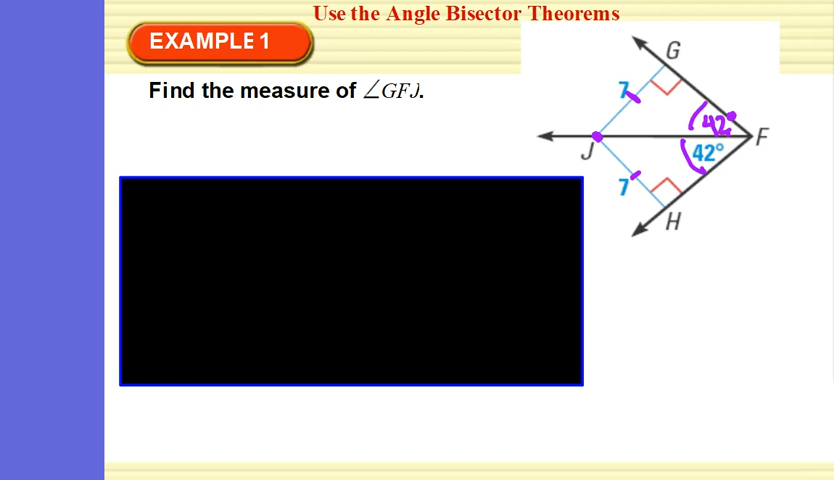 Use the Angle Bisector Theorems
EXAMPLE 1
Find the measure of ∠GFJ.
G
7
42°
F
J
42°
7
H